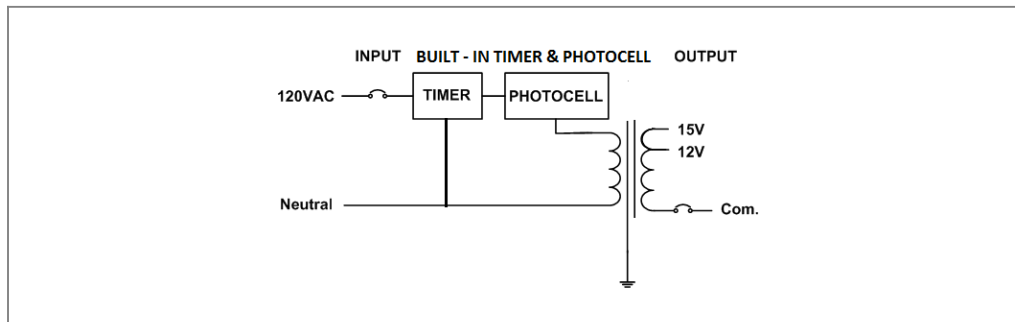 INPUT BUILT - IN TIMER & PHOTOCELL OUTPUT
120VAC TIMER PHOTOCELL
15V
12V
Neutral Com.